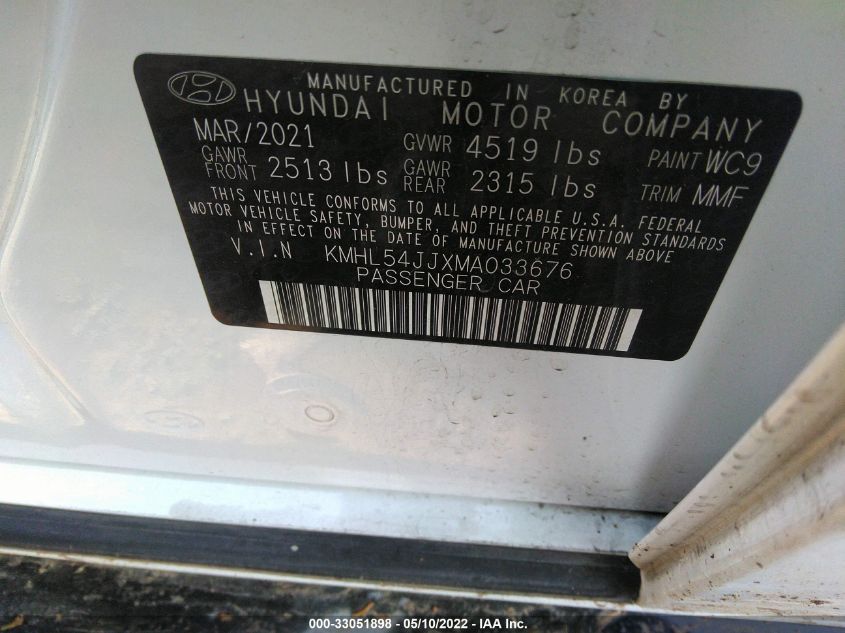 MANUFACTURED IN KOREA BY
HYUNDAI MOTOR COMPANY
MAR/2021 GVWR 4519 lbs PAINT WC9
GAWR FRONT 2513 lbs GAWR REAR 2315 lbs TRIM MMF
THIS VEHICLE CONFORMS TO ALL APPLICABLE U.S.A. FEDERAL
MOTOR VEHICLE SAFETY, BUMPER, AND THEFT PREVENTION STANDARDS
IN EFFECT ON THE DATE OF MANUFACTURE SHOWN ABOVE
V.I.N KMHL54JJXMA033676
PASSENGER CAR
000-33051898 - 05/10/2022 - IAA Inc.